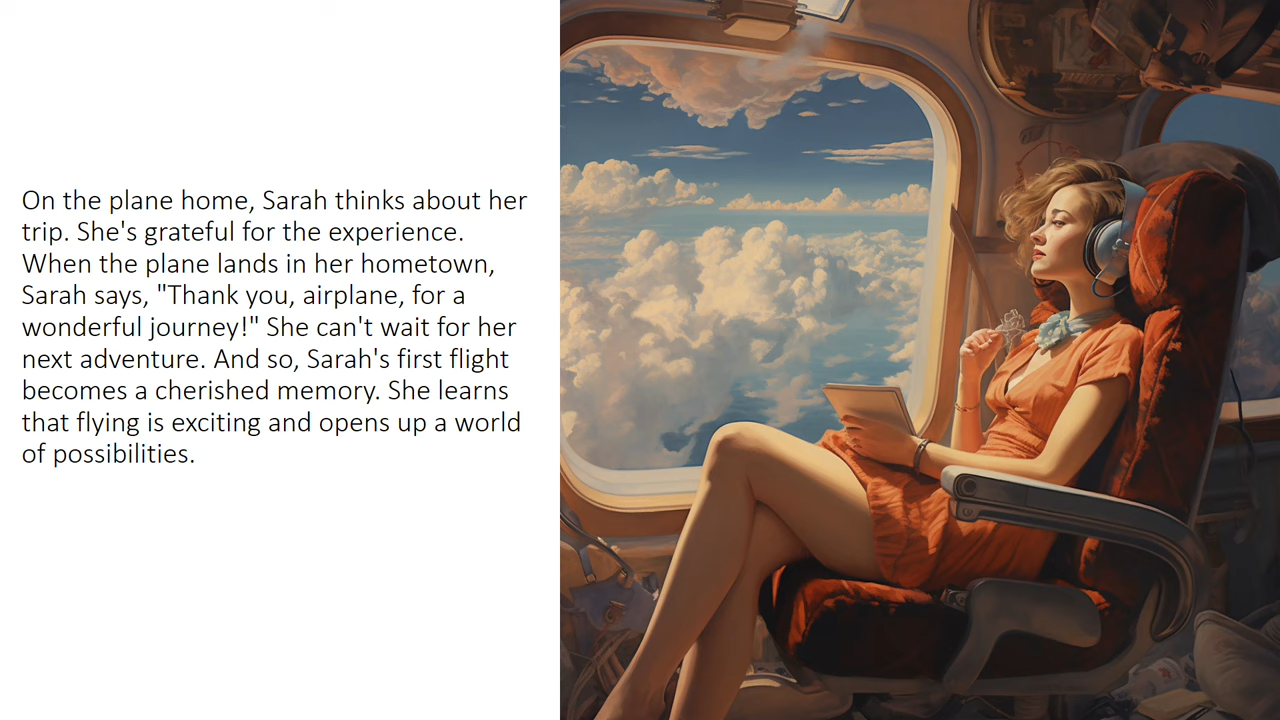 On the plane home, Sarah thinks about her
trip. She's grateful for the experience.
When the plane lands in her hometown,
Sarah says, "Thank you, airplane, for a
wonderful journey!" She can't wait for her
next adventure. And so, Sarah's first flight
becomes a cherished memory. She learns
that flying is exciting and opens up a world
of possibilities.